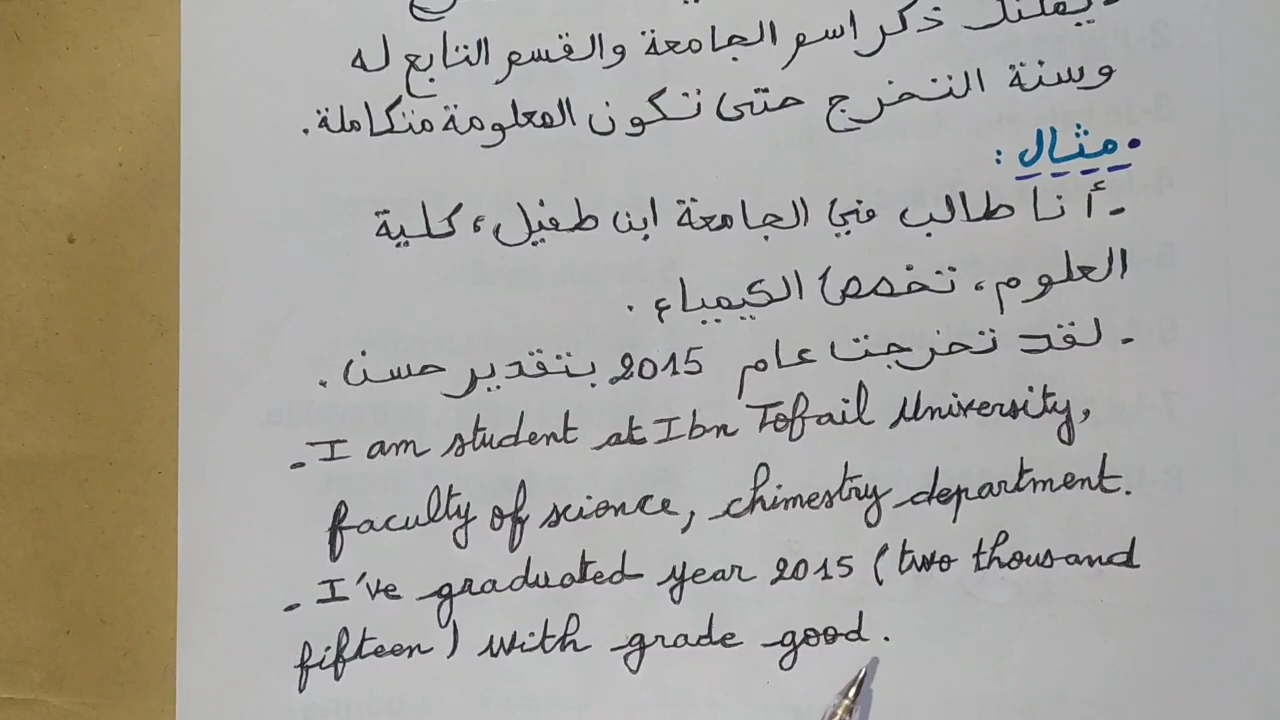 يمكنك ذكر اسم الجامعة والقسم التابع له
وسنة التخرج حتى تكون المعلومة متكاملة.
• مثال :
- أنا طالب في الجامعة ابن طفيل، كلية
العلوم، تخصص الكيمياء.
- لقد تخرجت عام 2015 بتقدير حسن.
- I am student at Ibn Tofail University,
faculty of science, chimestry department.
- I've graduated year 2015 (two thousand
fifteen) with grade good.